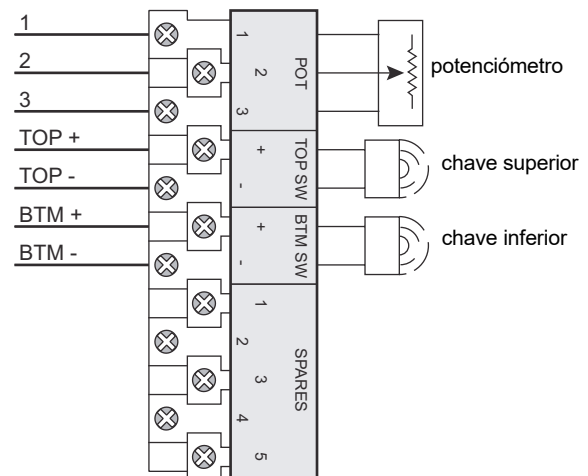 1
2
3
TOP +
TOP -
BTM +
BTM -
1
2
3
POT
+
-
TOP SW
+
-
BTM SW
1
2
3
4
5
SPARES
potenciómetro
chave superior
chave inferior